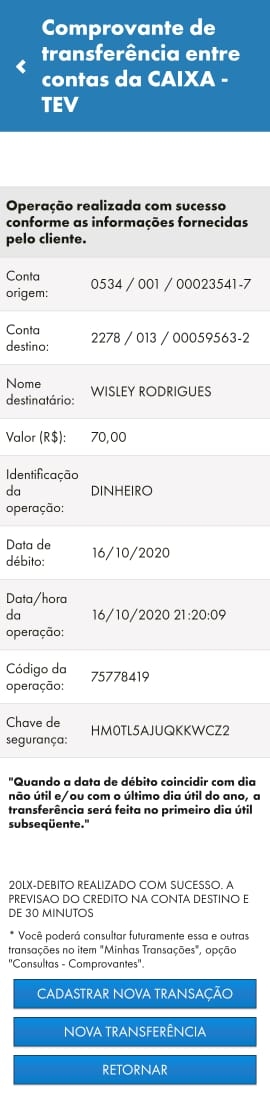 Comprovante de
transferência entre
contas da CAIXA -
TEV
Operação realizada com sucesso
conforme as informações fornecidas
pelo cliente.
Conta
origem:
0534 / 001 / 00023541-7
Conta
destino:
2278 / 013 / 00059563-2
Nome
destinatário:
WISLEY RODRIGUES
Valor (R$):
70,00
Identificação
da
operação:
DINHEIRO
Data de
débito:
16/10/2020
Data/hora
da
operação:
16/10/2020 21:20:09
Código da
operação:
75778419
Chave de
segurança:
HM0TL5AJUQKKWCZ2
"Quando a data de débito coincidir com dia
não útil e/ou com o último dia útil do ano, a
transferência será feita no primeiro dia útil
subseqüente."
20LX-DEBITO REALIZADO COM SUCESSO. A
PREVISAO DO CREDITO NA CONTA DESTINO E
DE 30 MINUTOS
* Você poderá consultar futuramente essa e outras
transações no item "Minhas Transações", opção
"Consultas - Comprovantes".
CADASTRAR NOVA TRANSAÇÃO
NOVA TRANSFERÊNCIA
RETORNAR